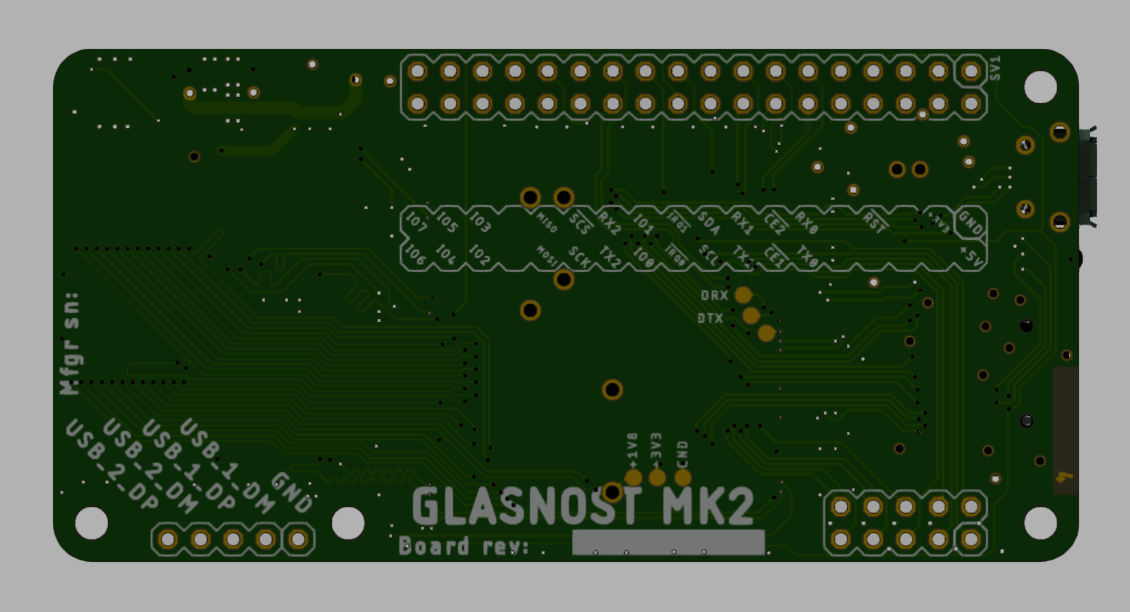 SV1
IO7 IO5 IO3 MISO SCS RX2 IO1 IRQ1 SDA RX1 CE2 RX0 RST +3V3 GND
IO6 IO4 IO2 MOSI SCK TX2 IO0 IRQ0 SCL TX1 CE1 TX0 +5V
DRX
DTX
Mfgr sn:
USB_2_DP
USB_2_DM
USB_1_DP
USB_1_DM
GND
+1V8
+3V3
GND
GLASNOST MK2
Board rev: